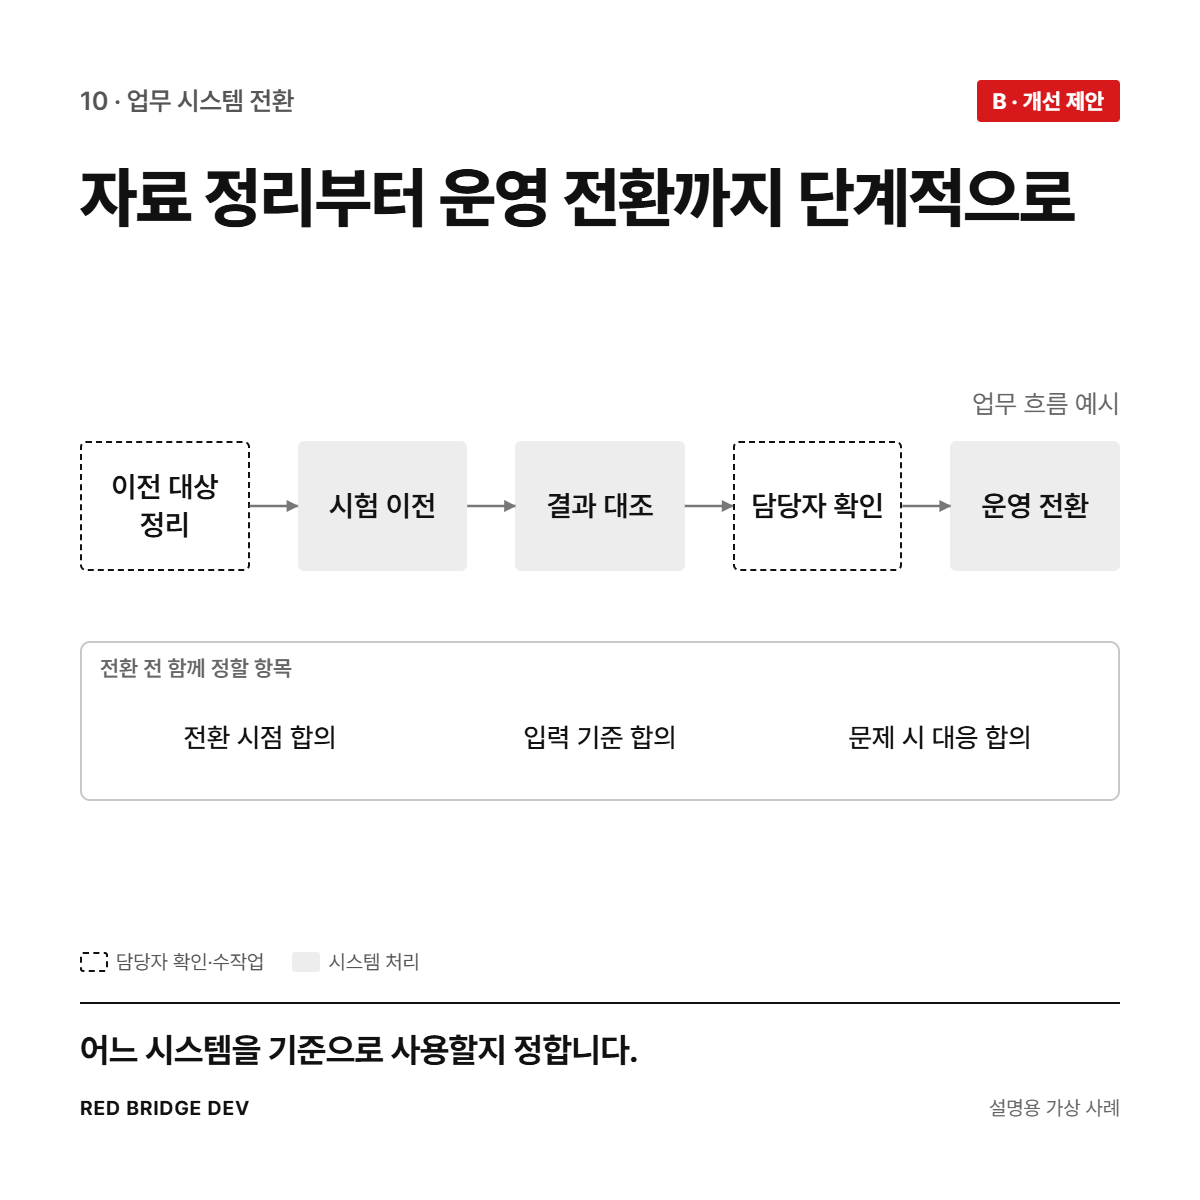 10 · 업무 시스템 전환
B · 개선 제안
자료 정리부터 운영 전환까지 단계적으로
업무 흐름 예시
이전 대상
정리
시험 이전
결과 대조
담당자 확인
운영 전환
전환 전 함께 정할 항목
전환 시점 합의
입력 기준 합의
문제 시 대응 합의
담당자 확인·수작업
시스템 처리
어느 시스템을 기준으로 사용할지 정합니다.
RED BRIDGE DEV
설명용 가상 사례